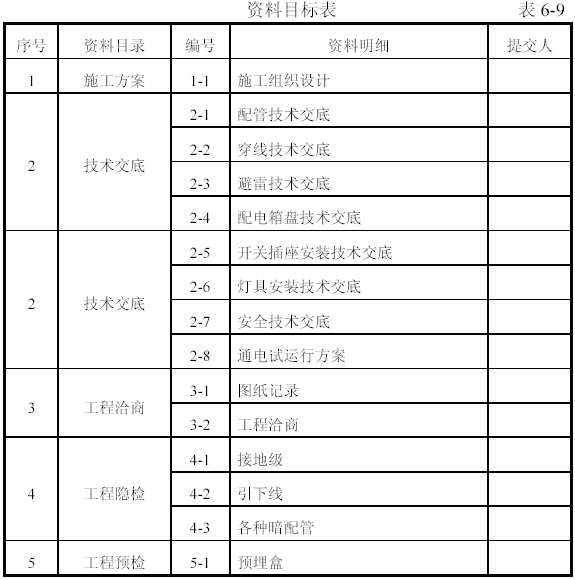 资料目标表 表 6-9
序号 资料目录 编号 资料明细 提交人
1 施工方案 1-1 施工组织设计
2 技术交底 2-1 配管技术交底
2-2 穿线技术交底
2-3 避雷技术交底
2-4 配电箱盘技术交底
2 技术交底 2-5 开关插座安装技术交底
2-6 灯具安装技术交底
2-7 安全技术交底
2-8 通电试运行方案
3 工程洽商 3-1 图纸记录
3-2 工程洽商
4 工程隐检 4-1 接地级
4-2 引下线
4-3 各种暗配管
5 工程预检 5-1 预埋盒